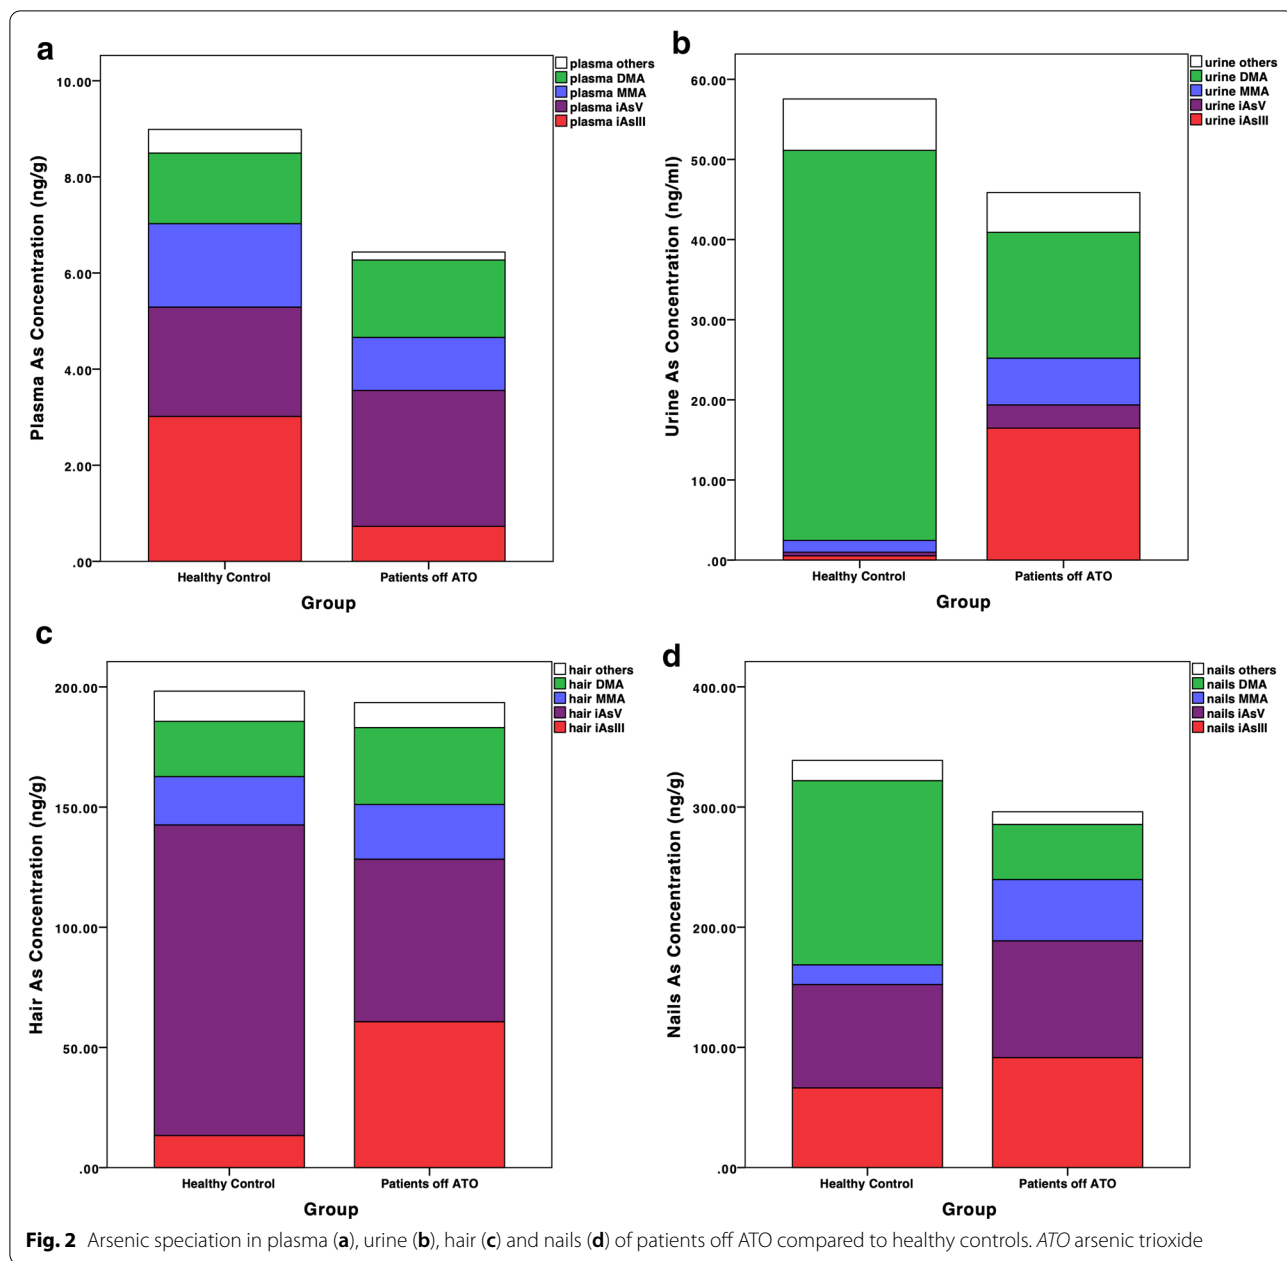 a
plasma others
plasma DMA
plasma MMA
plasma iAsV
plasma iAsIII
10.00
8.00
6.00
4.00
2.00
.00
Plasma As Concentration (ng/g)
Healthy Control
Patients off ATO
Group
b
urine others
urine DMA
urine MMA
urine iAsV
urine iAsIII
60.00
50.00
40.00
30.00
20.00
10.00
.00
Urine As Concentration (ng/ml)
Healthy Control
Patients off ATO
Group
c
hair others
hair DMA
hair MMA
hair iAsV
hair iAsIII
200.00
150.00
100.00
50.00
.00
Hair As Concentration (ng/g)
Healthy Control
Patients off ATO
Group
d
nails others
nails DMA
nails MMA
nails iAsV
nails iAsIII
400.00
300.00
200.00
100.00
.00
Nails As Concentration (ng/g)
Healthy Control
Patients off ATO
Group
Fig. 2 Arsenic speciation in plasma (a), urine (b), hair (c) and nails (d) of patients off ATO compared to healthy controls. ATO arsenic trioxide